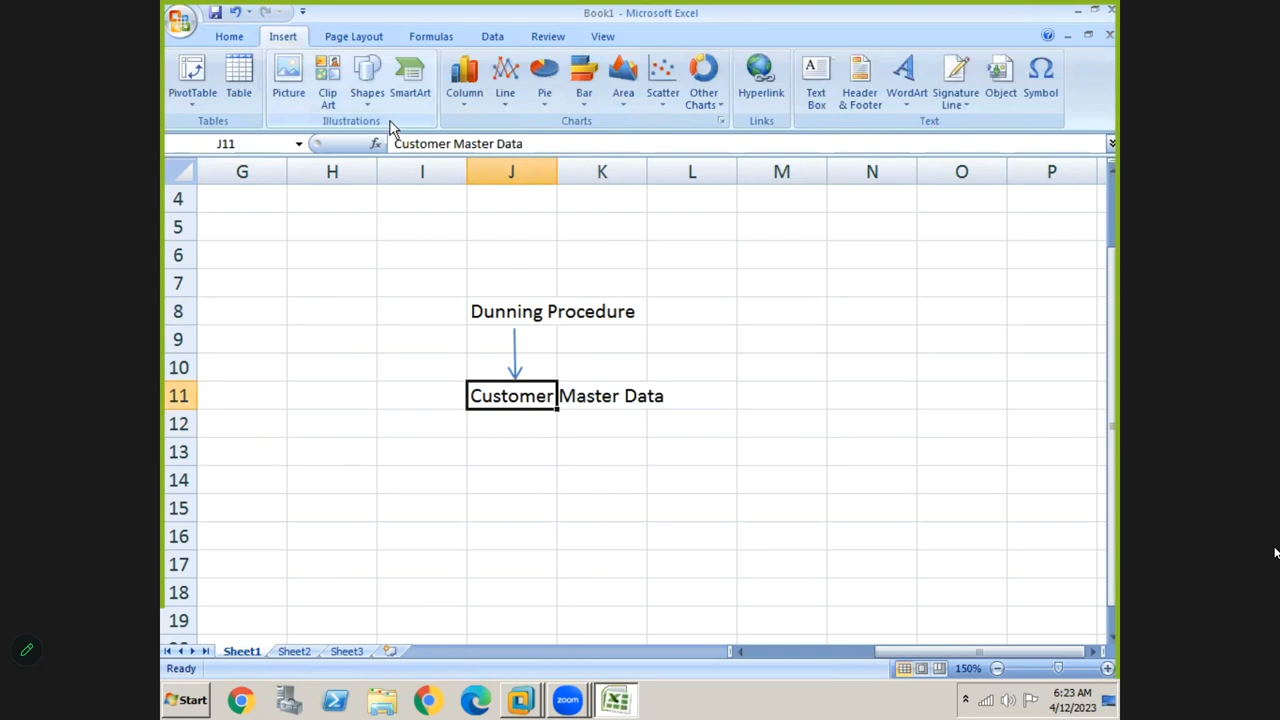 Book1 - Microsoft Excel
Home Insert Page Layout Formulas Data Review View
PivotTable Table Picture Clip Art Shapes SmartArt Column Line Pie Bar Area Scatter Other Charts Hyperlink Text Box Header & Footer WordArt Signature Line Object Symbol
Tables Illustrations Charts Links Text
J11 fx Customer Master Data
G H I J K L M N O P
4
5
6
7
8 Dunning Procedure
9
10
11 Customer Master Data
12
13
14
15
16
17
18
19
Sheet1 Sheet2 Sheet3
Ready 150%
Start zoom 6:23 AM
4/12/2023